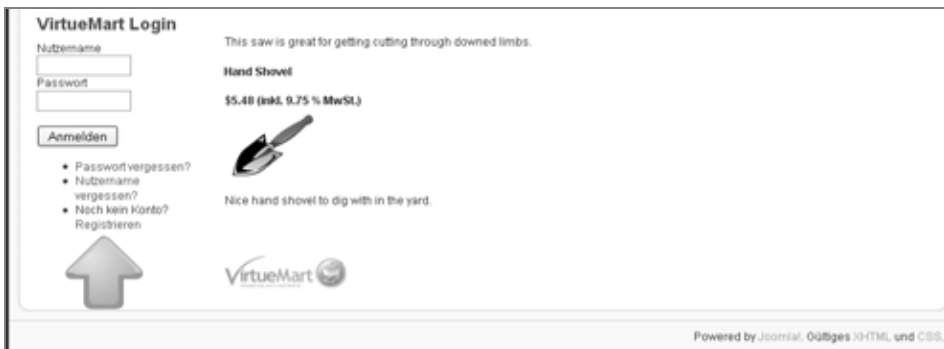 VirtueMart Login
Nutzername
Passwort
Anmelden
Passwort vergessen?
Nutzername
vergessen?
Noch kein Konto?
Registrieren
This saw is great for getting cutting through downed limbs.
Hand Shovel
$5.48 (inkl. 9.75 % MwSt.)
Nice hand shovel to dig with in the yard.
VirtueMart
Powered by Joomla!. Gültiges XHTML und CSS.